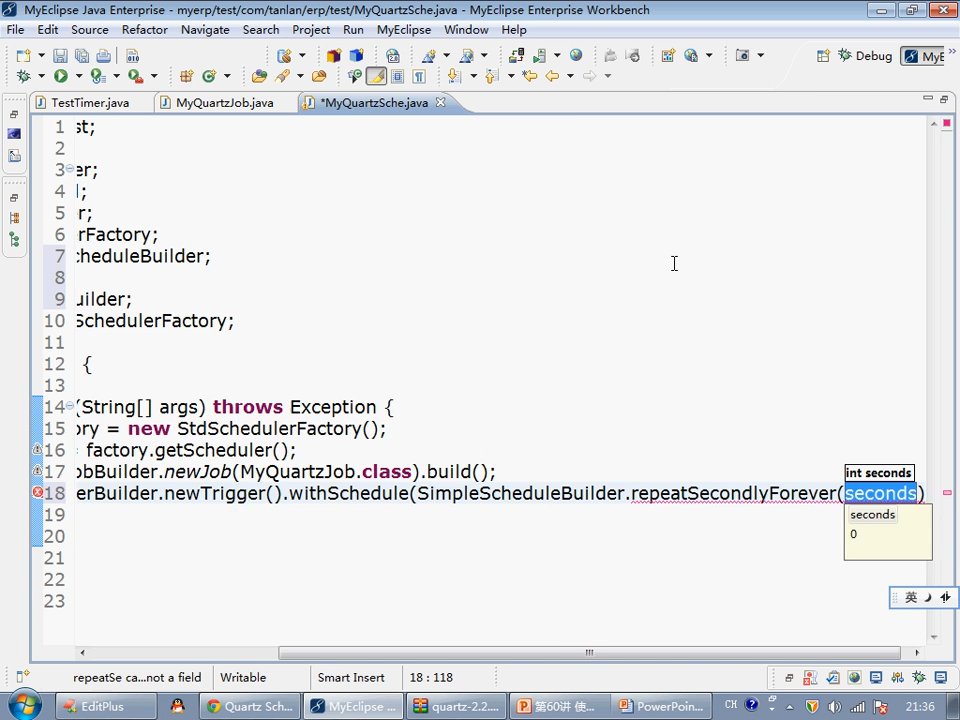 MyEclipse Java Enterprise - myerp/test/com/tanlan/erp/test/MyQuartzSche.java - MyEclipse Enterprise Workbench
File Edit Source Refactor Navigate Search Project Run MyEclipse Window Help
Debug MyE
TestTimer.java MyQuartzJob.java *MyQuartzSche.java
1 st;
2
3 er;
4 l;
5 r;
6 rFactory;
7 cheduleBuilder;
8
9 uilder;
10 SchedulerFactory;
11
12 {
13
14 (String[] args) throws Exception {
15 ory = new StdSchedulerFactory();
16 = factory.getScheduler();
17 obBuilder.newJob(MyQuartzJob.class).build();
int seconds
18 erBuilder.newTrigger().withSchedule(SimpleScheduleBuilder.repeatSecondlyForever(seconds)
19 seconds
20 0
21
22
23
英
repeatSe ca...not a field Writable Smart Insert 18 : 118
EditPlus Quartz Sch... MyEclipse ... quartz-2.2.... 第60讲 使... PowerPoin... CH 21:36